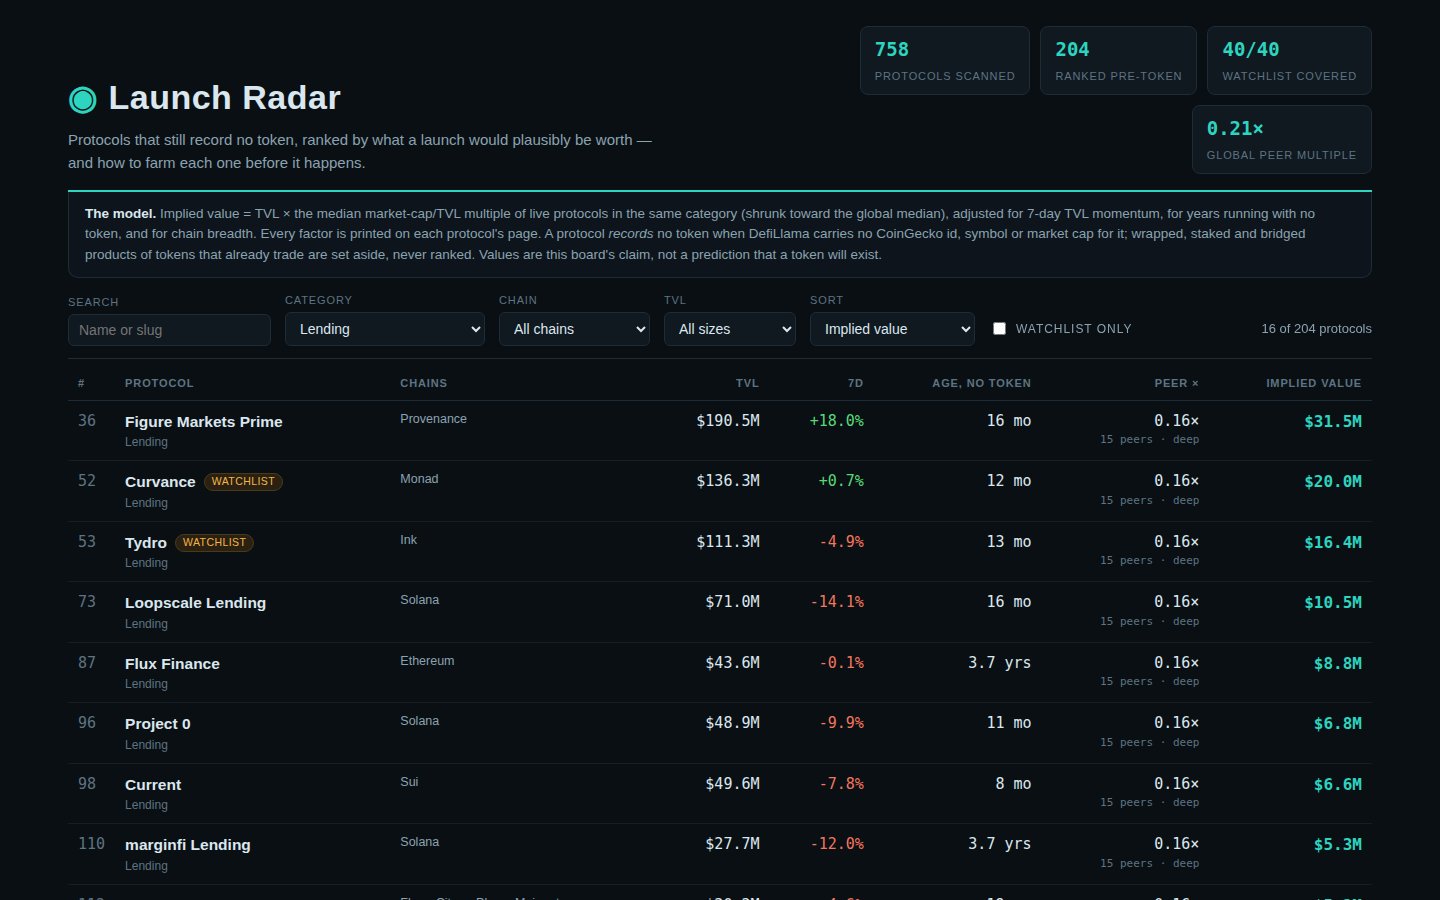 758
PROTOCOLS SCANNED
204
RANKED PRE-TOKEN
40/40
WATCHLIST COVERED
0.21×
GLOBAL PEER MULTIPLE
Launch Radar
Protocols that still record no token, ranked by what a launch would plausibly be worth —
and how to farm each one before it happens.
The model. Implied value = TVL × the median market-cap/TVL multiple of live protocols in the same category (shrunk toward the global median), adjusted for 7-day TVL momentum, for years running with no
token, and for chain breadth. Every factor is printed on each protocol's page. A protocol records no token when DefiLlama carries no CoinGecko id, symbol or market cap for it; wrapped, staked and bridged
products of tokens that already trade are set aside, never ranked. Values are this board's claim, not a prediction that a token will exist.
SEARCH CATEGORY CHAIN TVL SORT
Name or slug Lending All chains All sizes Implied value WATCHLIST ONLY 16 of 204 protocols
# PROTOCOL CHAINS TVL 7D AGE, NO TOKEN PEER × IMPLIED VALUE
36 Figure Markets Prime Provenance $190.5M +18.0% 16 mo 0.16× $31.5M
Lending 15 peers · deep
52 Curvance WATCHLIST Monad $136.3M +0.7% 12 mo 0.16× $20.0M
Lending 15 peers · deep
53 Tydro WATCHLIST Ink $111.3M -4.9% 13 mo 0.16× $16.4M
Lending 15 peers · deep
73 Loopscale Lending Solana $71.0M -14.1% 16 mo 0.16× $10.5M
Lending 15 peers · deep
87 Flux Finance Ethereum $43.6M -0.1% 3.7 yrs 0.16× $8.8M
Lending 15 peers · deep
96 Project 0 Solana $48.9M -9.9% 11 mo 0.16× $6.8M
Lending 15 peers · deep
98 Current Sui $49.6M -7.8% 8 mo 0.16× $6.6M
Lending 15 peers · deep
110 marginfi Lending Solana $27.7M -12.0% 3.7 yrs 0.16× $5.3M
Lending 15 peers · deep